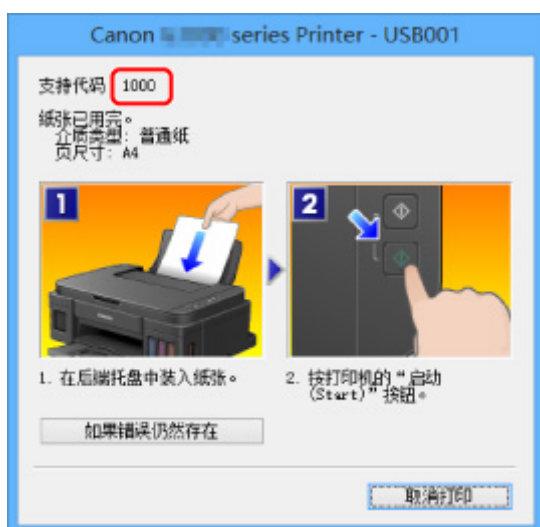 Canon series Printer - USB001
支持代码 1000
纸张已用完。
介质类型: 普通纸
页尺寸: A4
1
2
1. 在后端托盘中装入纸张。
2. 按打印机的“启动
(Start)”按钮。
如果错误仍然存在
取消打印